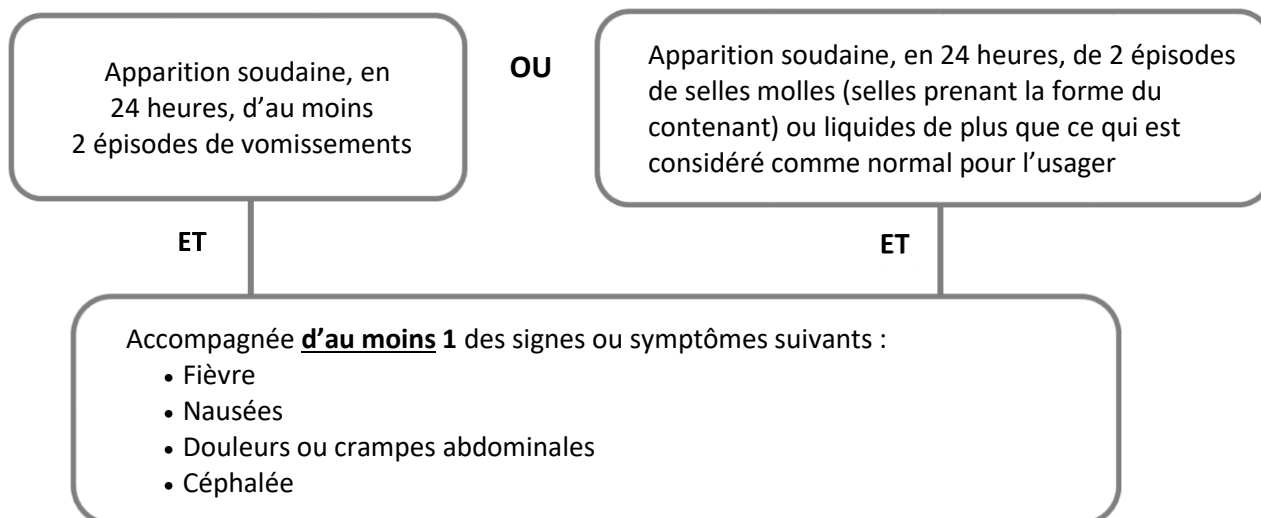 Apparition soudaine, en
24 heures, d’au moins
2 épisodes de vomissements
OU
Apparition soudaine, en 24 heures, de 2 épisodes
de selles molles (selles prenant la forme du
contenant) ou liquides de plus que ce qui est
considéré comme normal pour l’usager
ET
ET
Accompagnée d’au moins 1 des signes ou symptômes suivants :
• Fièvre
• Nausées
• Douleurs ou crampes abdominales
• Céphalée